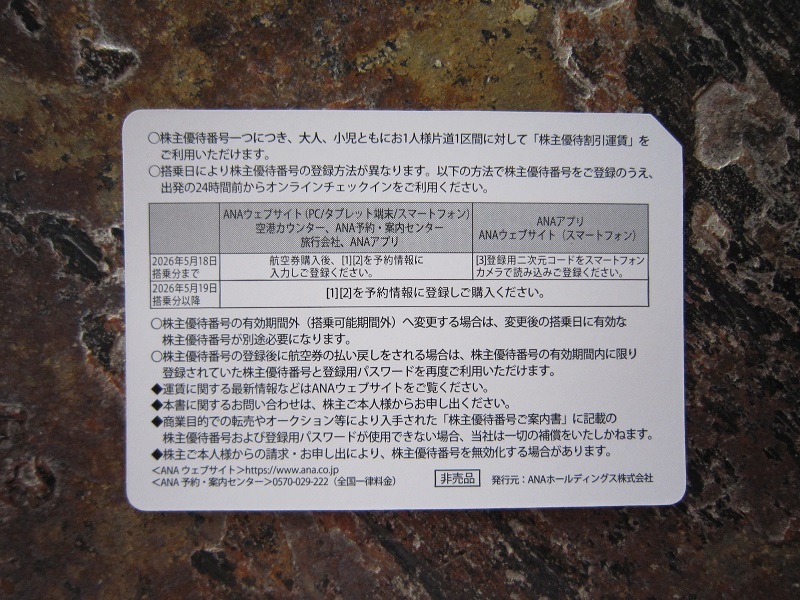 ○株主優待番号一つにつき、大人、小児ともにお1人様片道1区間に対して「株主優待割引運賃」を
ご利用いただけます。
○搭乗日により株主優待番号の登録方法が異なります。以下の方法で株主優待番号をご登録のうえ、
出発の24時間前からオンラインチェックインをご利用ください。
ANAウェブサイト(PC/タブレット端末/スマートフォン)
空港カウンター、ANA予約・案内センター
旅行会社、ANAアプリ
ANAアプリ
ANAウェブサイト(スマートフォン)
2026年5月18日
搭乗分まで
航空券購入後、[1][2]を予約情報に
入力しご登録ください。
[3]登録用二次元コードをスマートフォン
カメラで読み込みご登録ください。
2026年5月19日
搭乗分以降
[1][2]を予約情報に登録しご購入ください。
○株主優待番号の有効期間外(搭乗可能期間外)へ変更する場合は、変更後の搭乗日に有効な
株主優待番号が別途必要になります。
○株主優待番号の登録後に航空券の払い戻しをされる場合は、株主優待番号の有効期間内に限り
登録されていた株主優待番号と登録用パスワードを再度ご利用いただけます。
◆運賃に関する最新情報などはANAウェブサイトをご覧ください。
◆本書に関するお問い合わせは、株主ご本人様からお申し出ください。
◆商業目的での転売やオークション等により入手された「株主優待番号ご案内書」に記載の
株主優待番号および登録用パスワードが使用できない場合、当社は一切の補償をいたしかねます。
◆株主ご本人様からの請求・お申し出により、株主優待番号を無効化する場合があります。
<ANA ウェブサイト>https://www.ana.co.jp
<ANA 予約・案内センター>0570-029-222(全国一律料金)
非売品
発行元:ANAホールディングス株式会社